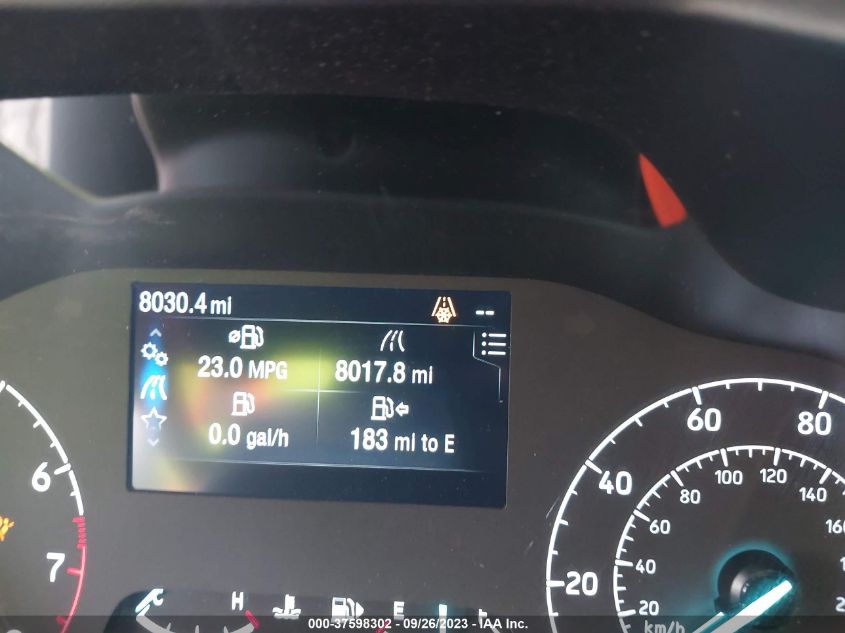 8030.4 mi --
23.0 MPG 8017.8 mi
0.0 gal/h 183 mi to E
6
7
H E
20 40 60 80
20 40 60 80 100 120 140
km/h
000-37598302 - 09/26/2023 - IAA Inc.